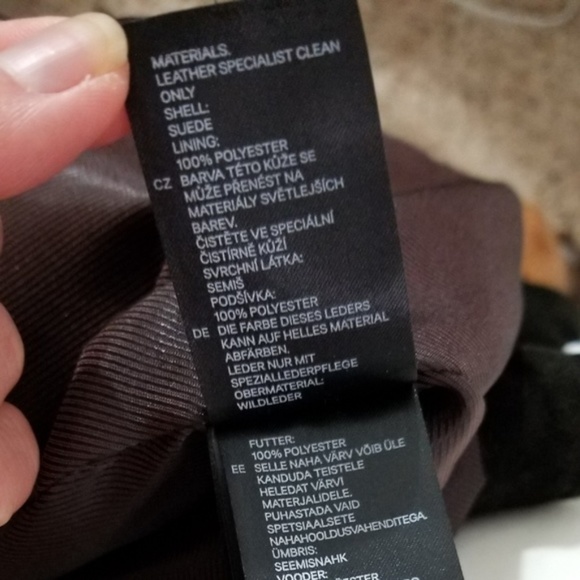 MATERIALS.
LEATHER SPECIALIST CLEAN
ONLY
SHELL:
SUEDE
LINING:
100% POLYESTER
CZ BARVA TÉTO KŮŽE SE
MŮŽE PŘENÉST NA
MATERIÁLY SVĚTLEJŠÍCH
BAREV.
ČISTĚTE VE SPECIÁLNÍ
ČISTÍRNĚ KŮŽÍ
SVRCHNÍ LÁTKA:
SEMIŠ
PODŠÍVKA:
100% POLYESTER
DE DIE FARBE DIESES LEDERS
KANN AUF HELLES MATERIAL
ABFÄRBEN.
LEDER NUR MIT
SPEZIALLEDERPFLEGE
OBERMATERIAL:
WILDLEDER
FUTTER:
100% POLYESTER
EE SELLE NAHA VÄRV VÕIB ÜLE
KANDUDA TEISTELE
HELEDAT VÄRVI
MATERJALIDELE.
PUHASTADA VAID
SPETSIAALSETE
NAHAHOOLDUSVAHENDITEGA.
ÜMBRIS:
SEEMISNAHK
VOODER: